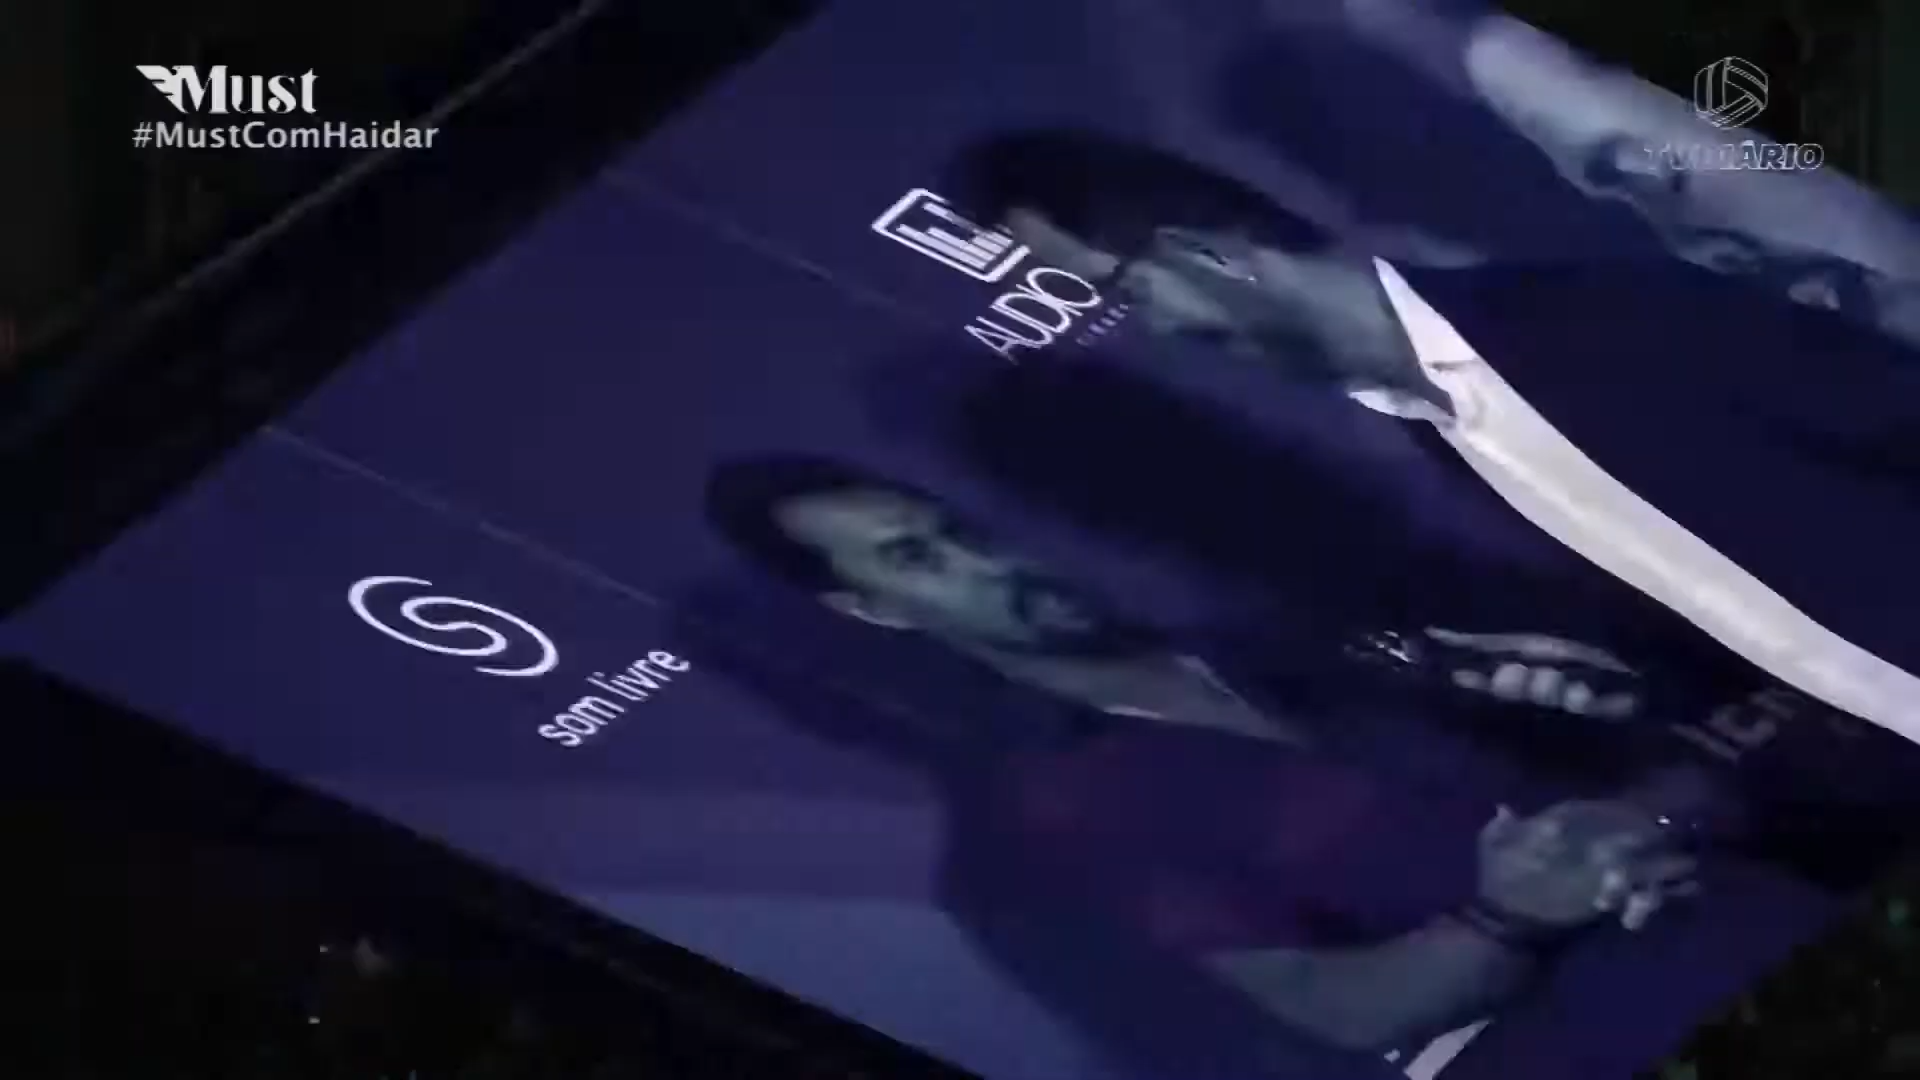 Must
#MustComHaidar
TV DIÁRIO
AUDIO
som livre